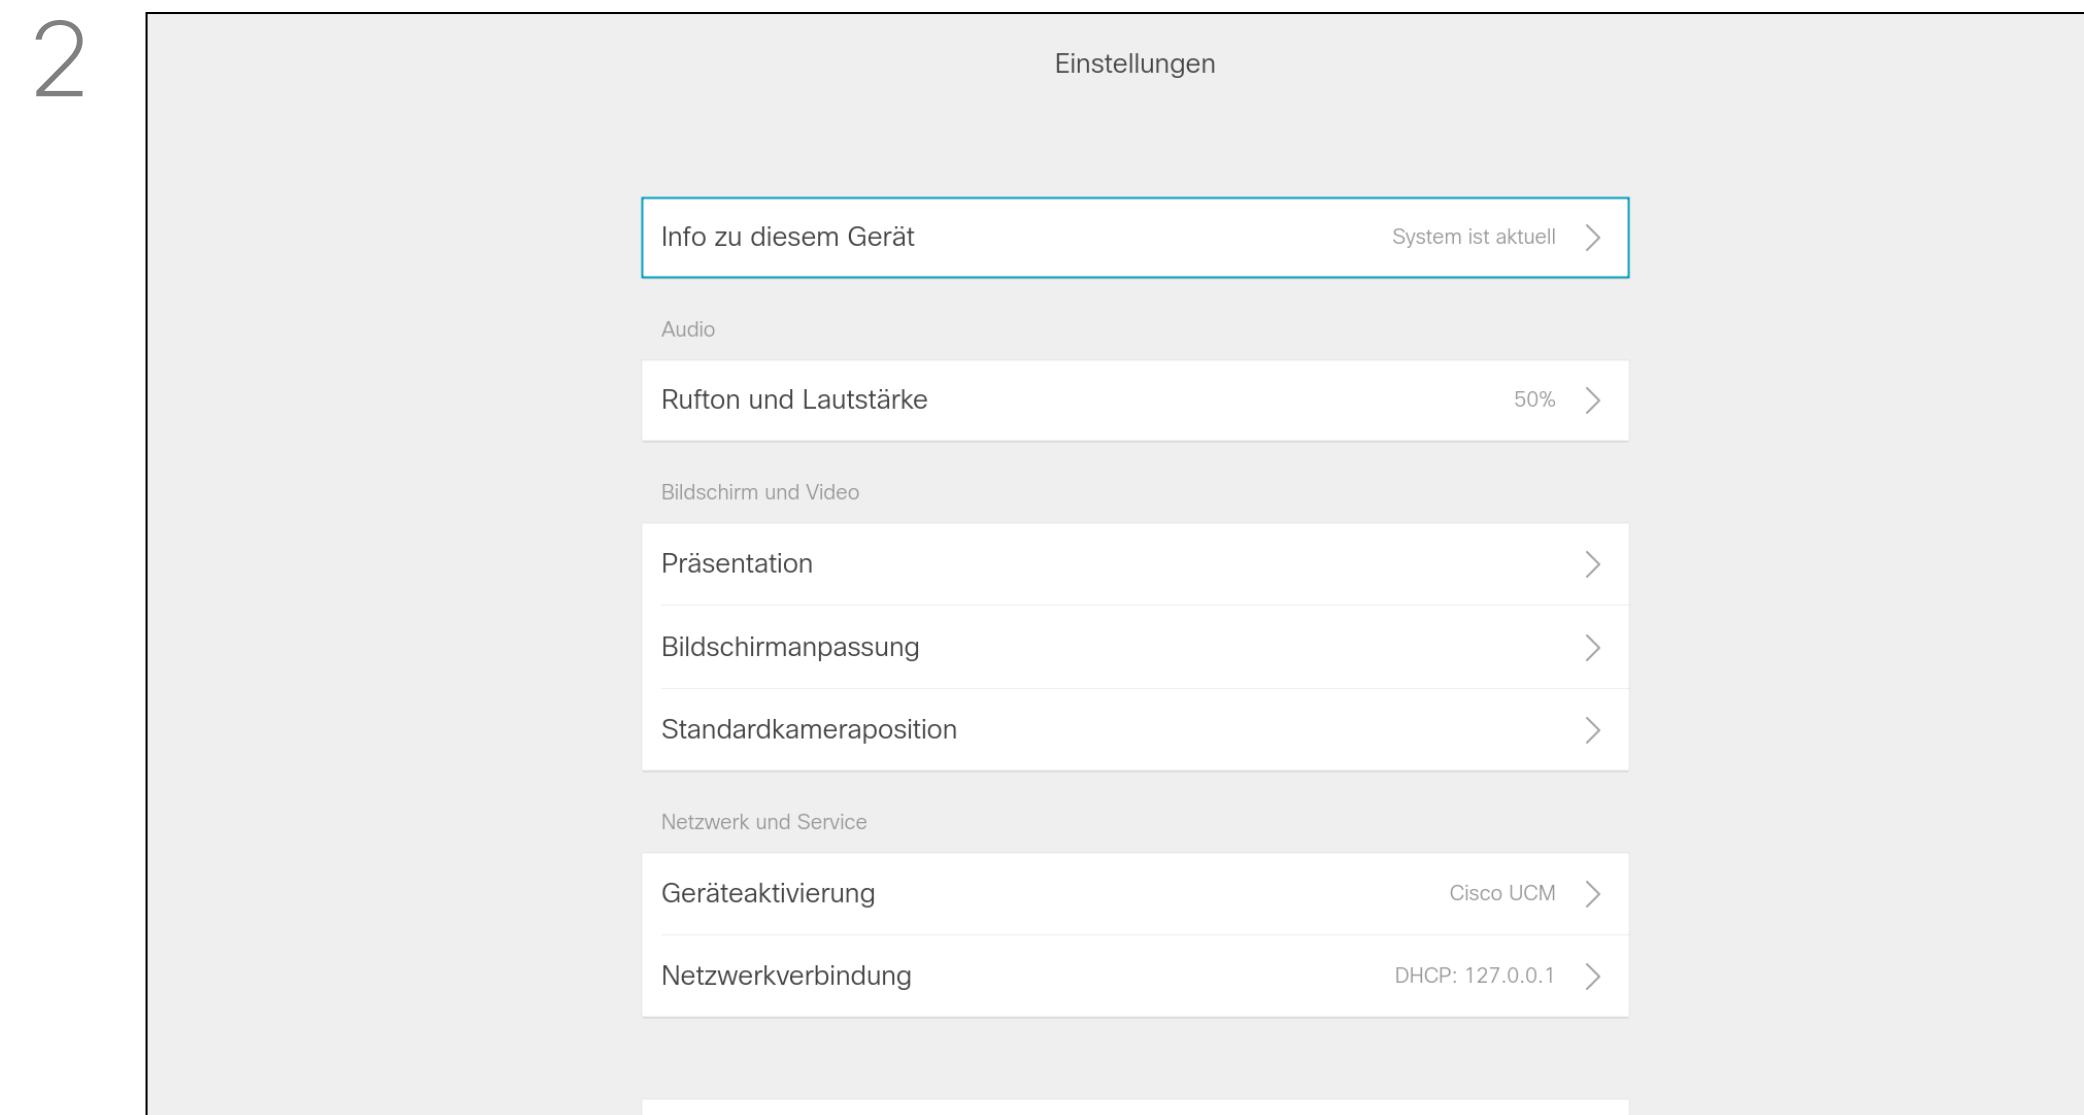 2
Einstellungen
Info zu diesem Gerät System ist aktuell
Audio
Rufton und Lautstärke 50%
Bildschirm und Video
Präsentation
Bildschirmanpassung
Standardkameraposition
Netzwerk und Service
Geräteaktivierung Cisco UCM
Netzwerkverbindung DHCP: 127.0.0.1